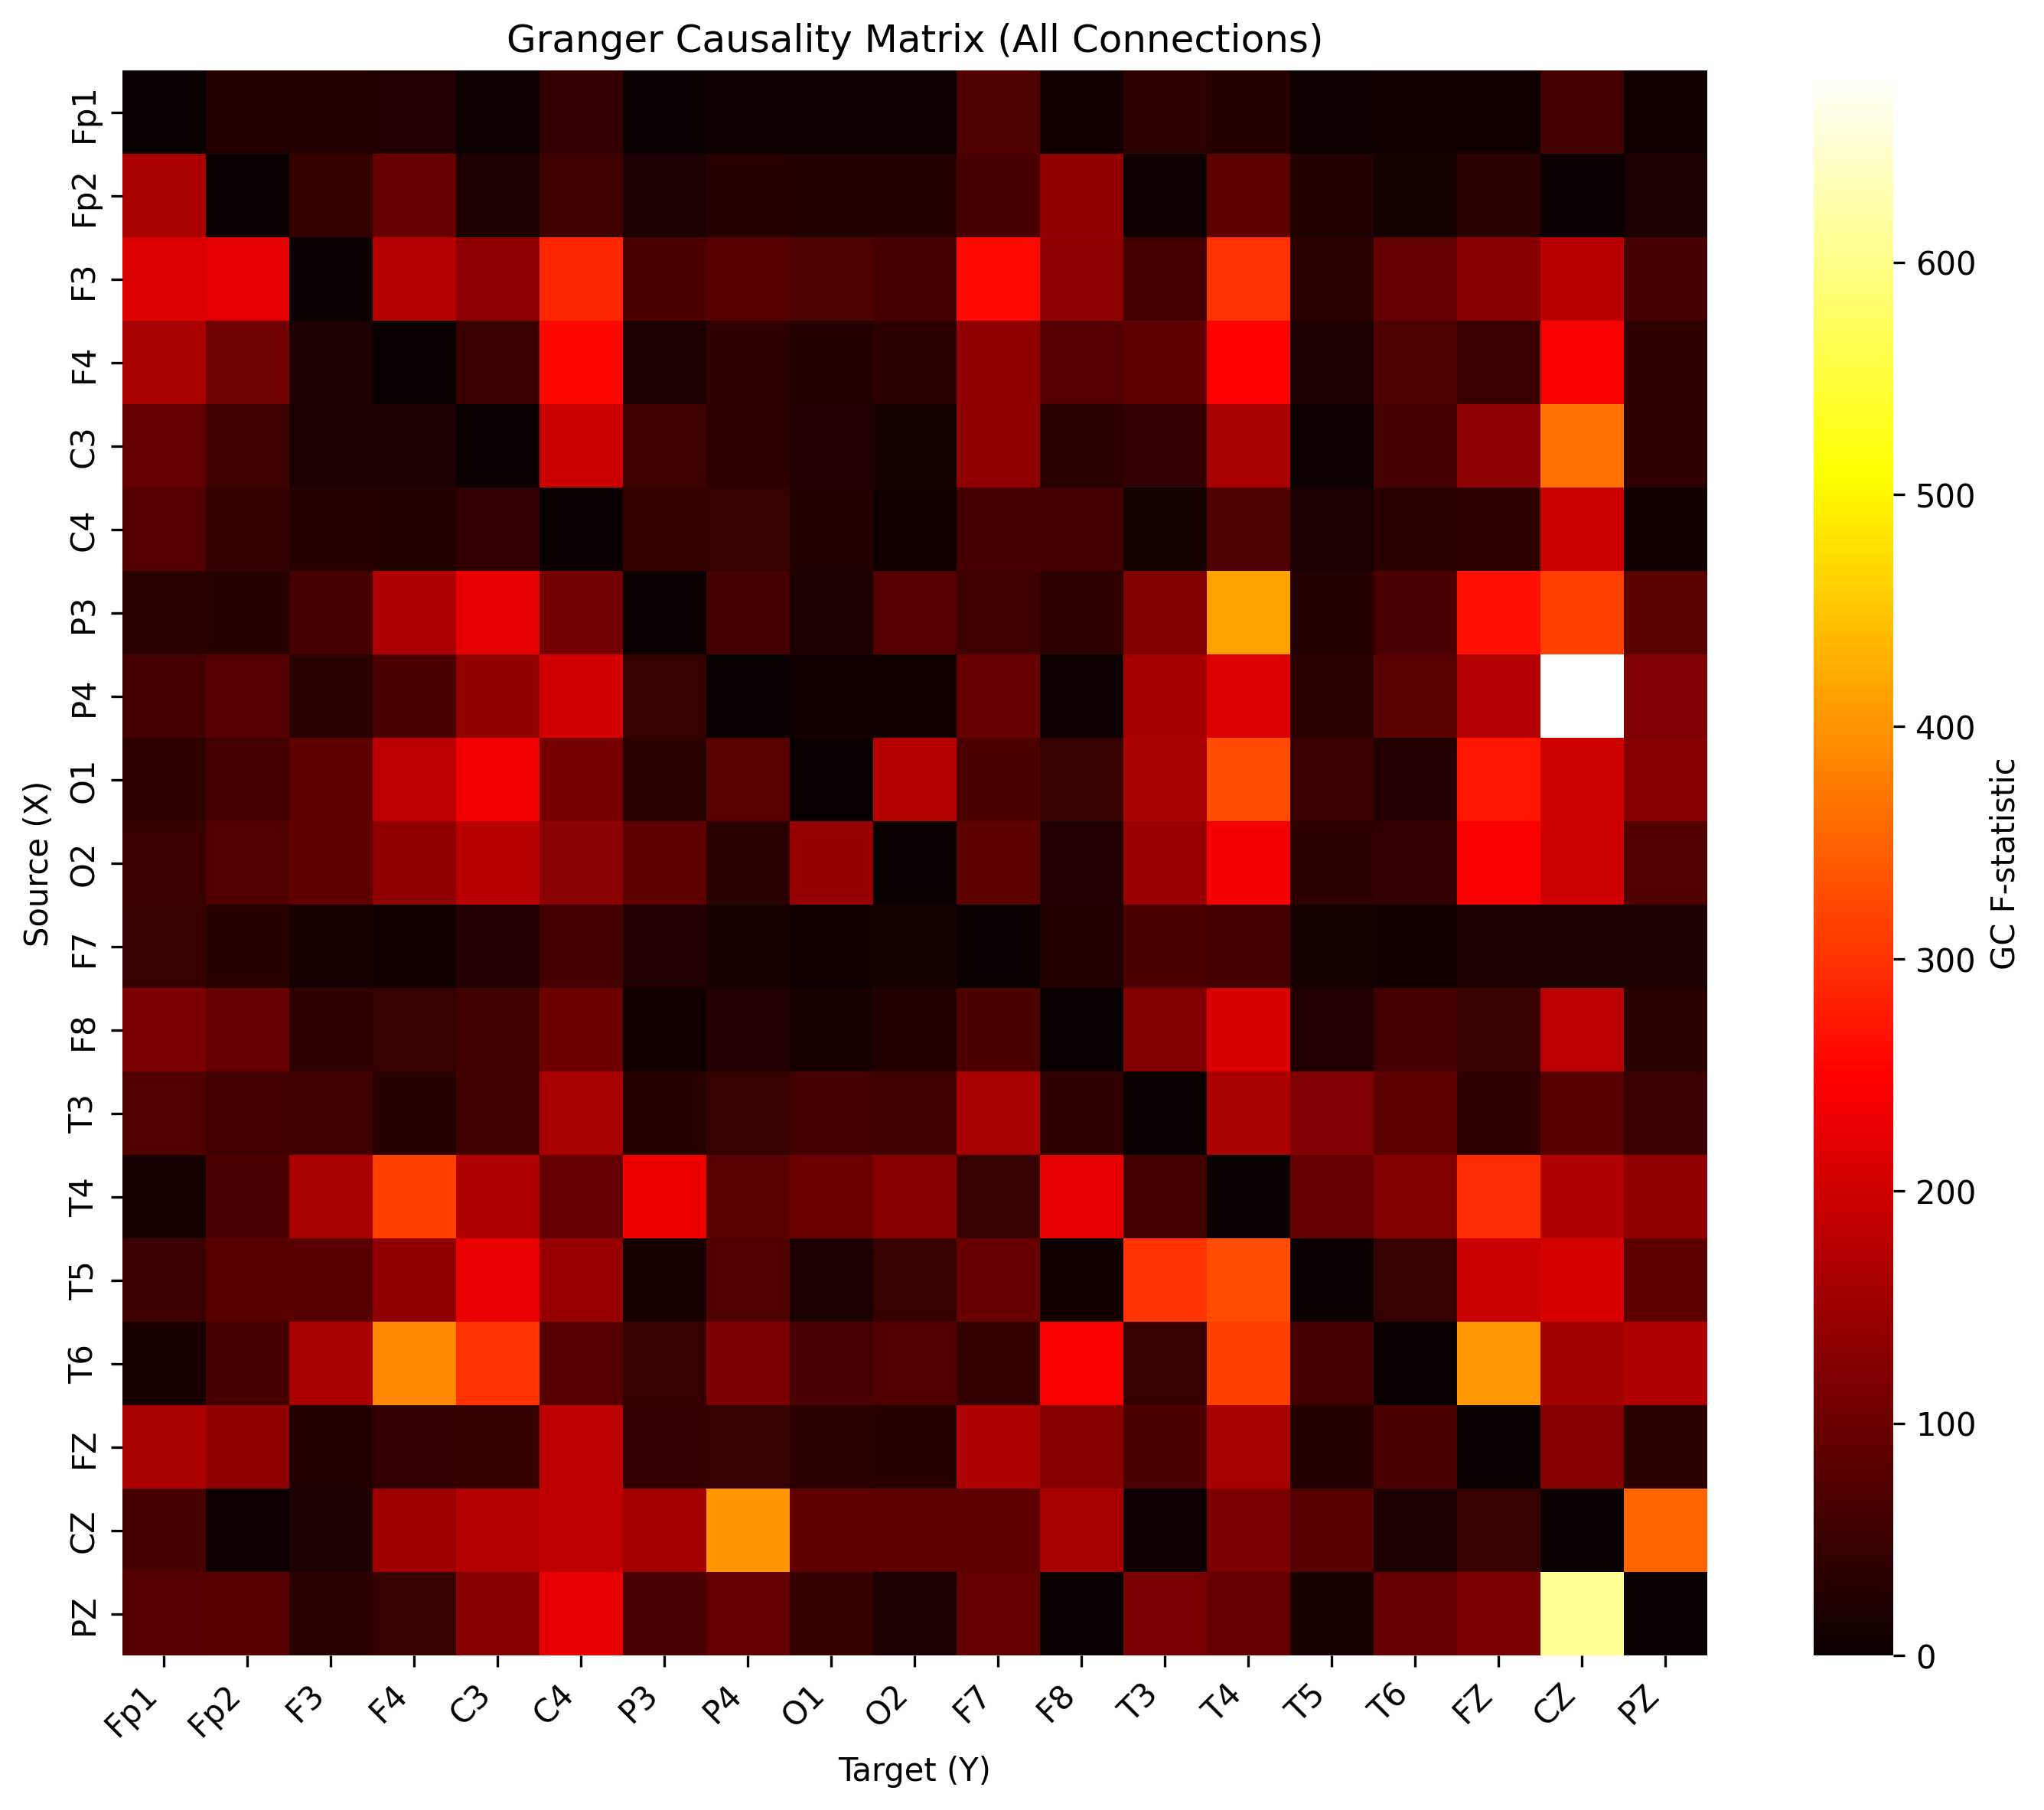 Granger Causality Matrix (All Connections)
Source (X)
Fp1
Fp2
F3
F4
C3
C4
P3
P4
O1
O2
F7
F8
T3
T4
T5
T6
FZ
CZ
PZ
Fp1 Fp2 F3 F4 C3 C4 P3 P4 O1 O2 F7 F8 T3 T4 T5 T6 FZ CZ PZ
Target (Y)
600
500
400
300
200
100
0
GC F-statistic